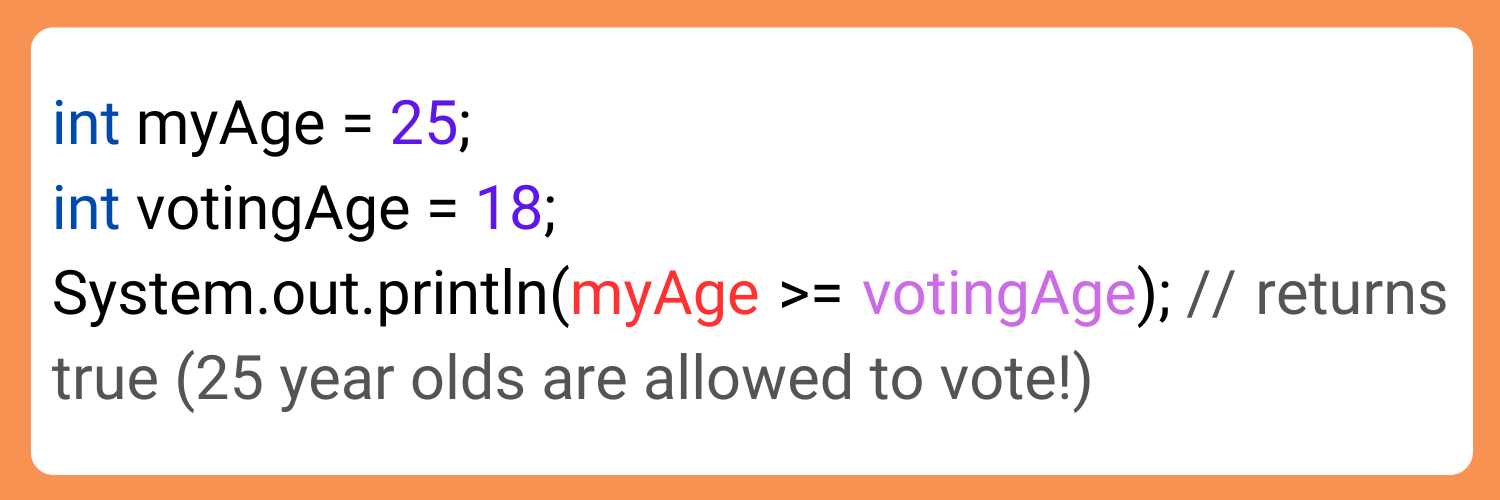 int myAge = 25;
int votingAge = 18;
System.out.println(myAge >= votingAge); // returns
true (25 year olds are allowed to vote!)